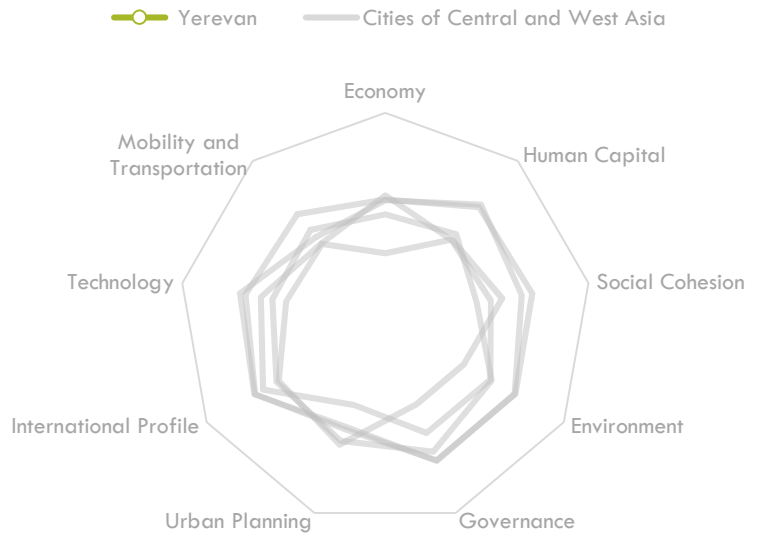 Yerevan
Cities of Central and West Asia
Economy
Mobility and
Transportation
Human Capital
Technology
Social Cohesion
International Profile
Environment
Urban Planning
Governance